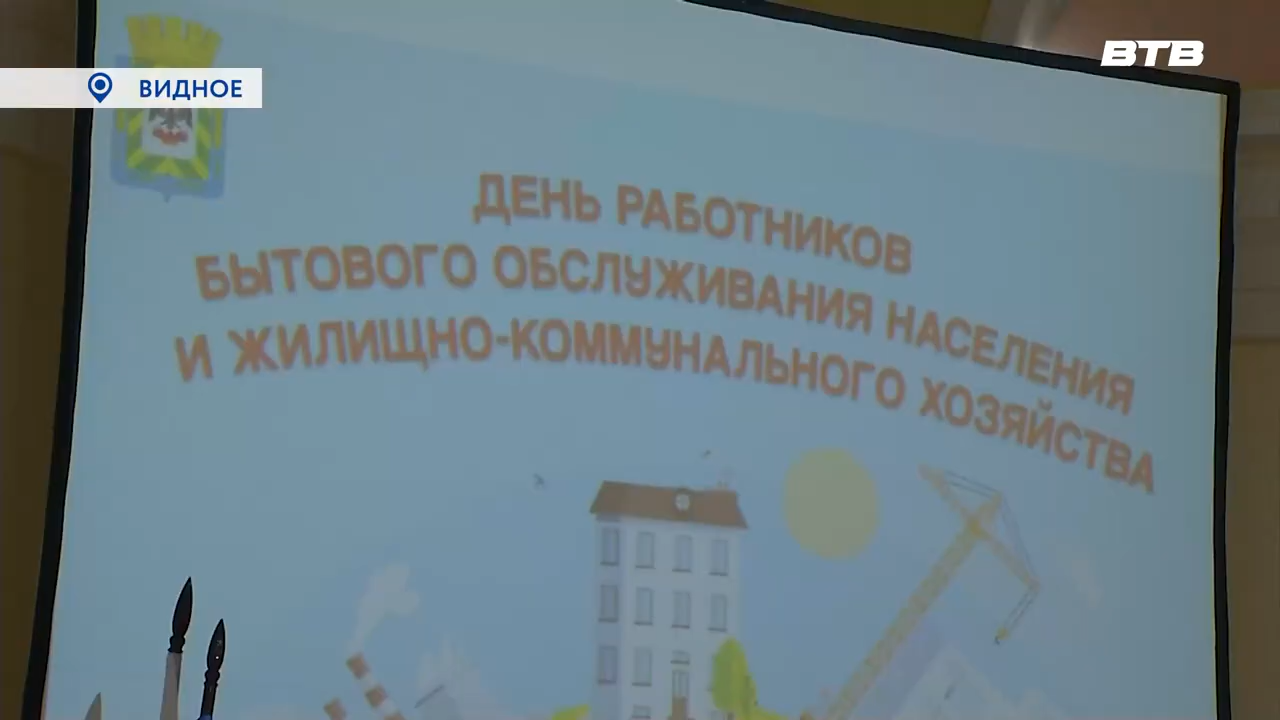 ВТВ
ВИДНОЕ
ДЕНЬ РАБОТНИКОВ
БЫТОВОГО ОБСЛУЖИВАНИЯ НАСЕЛЕНИЯ
И ЖИЛИЩНО-КОММУНАЛЬНОГО ХОЗЯЙСТВА